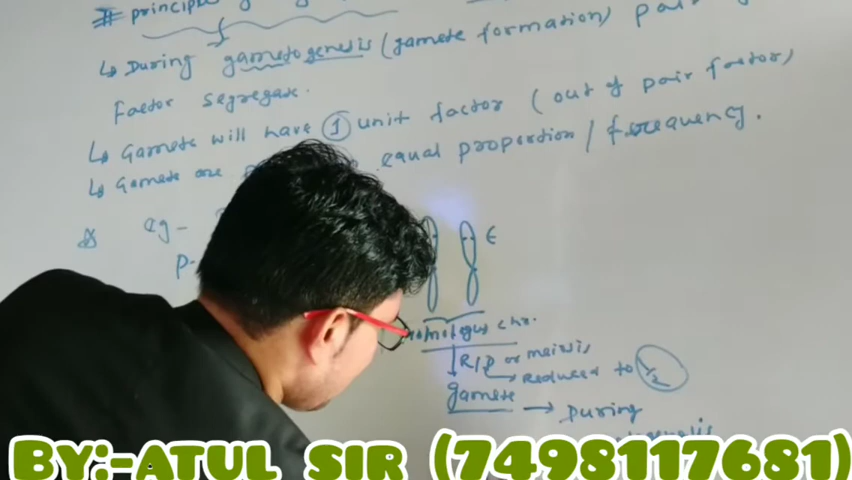 # principle
↳ During gametogenesis (gamete formation) pair
factor segregate.
↳ Gamete will have 1 unit factor (out of pair factor)
↳ Gamete are equal proportion / frequency.
eg-
P-
E
homologus chr.
R/D or meiosis
↳ Reduced to 1/2
gamete → During
BY:-ATUL SIR (7498117681)